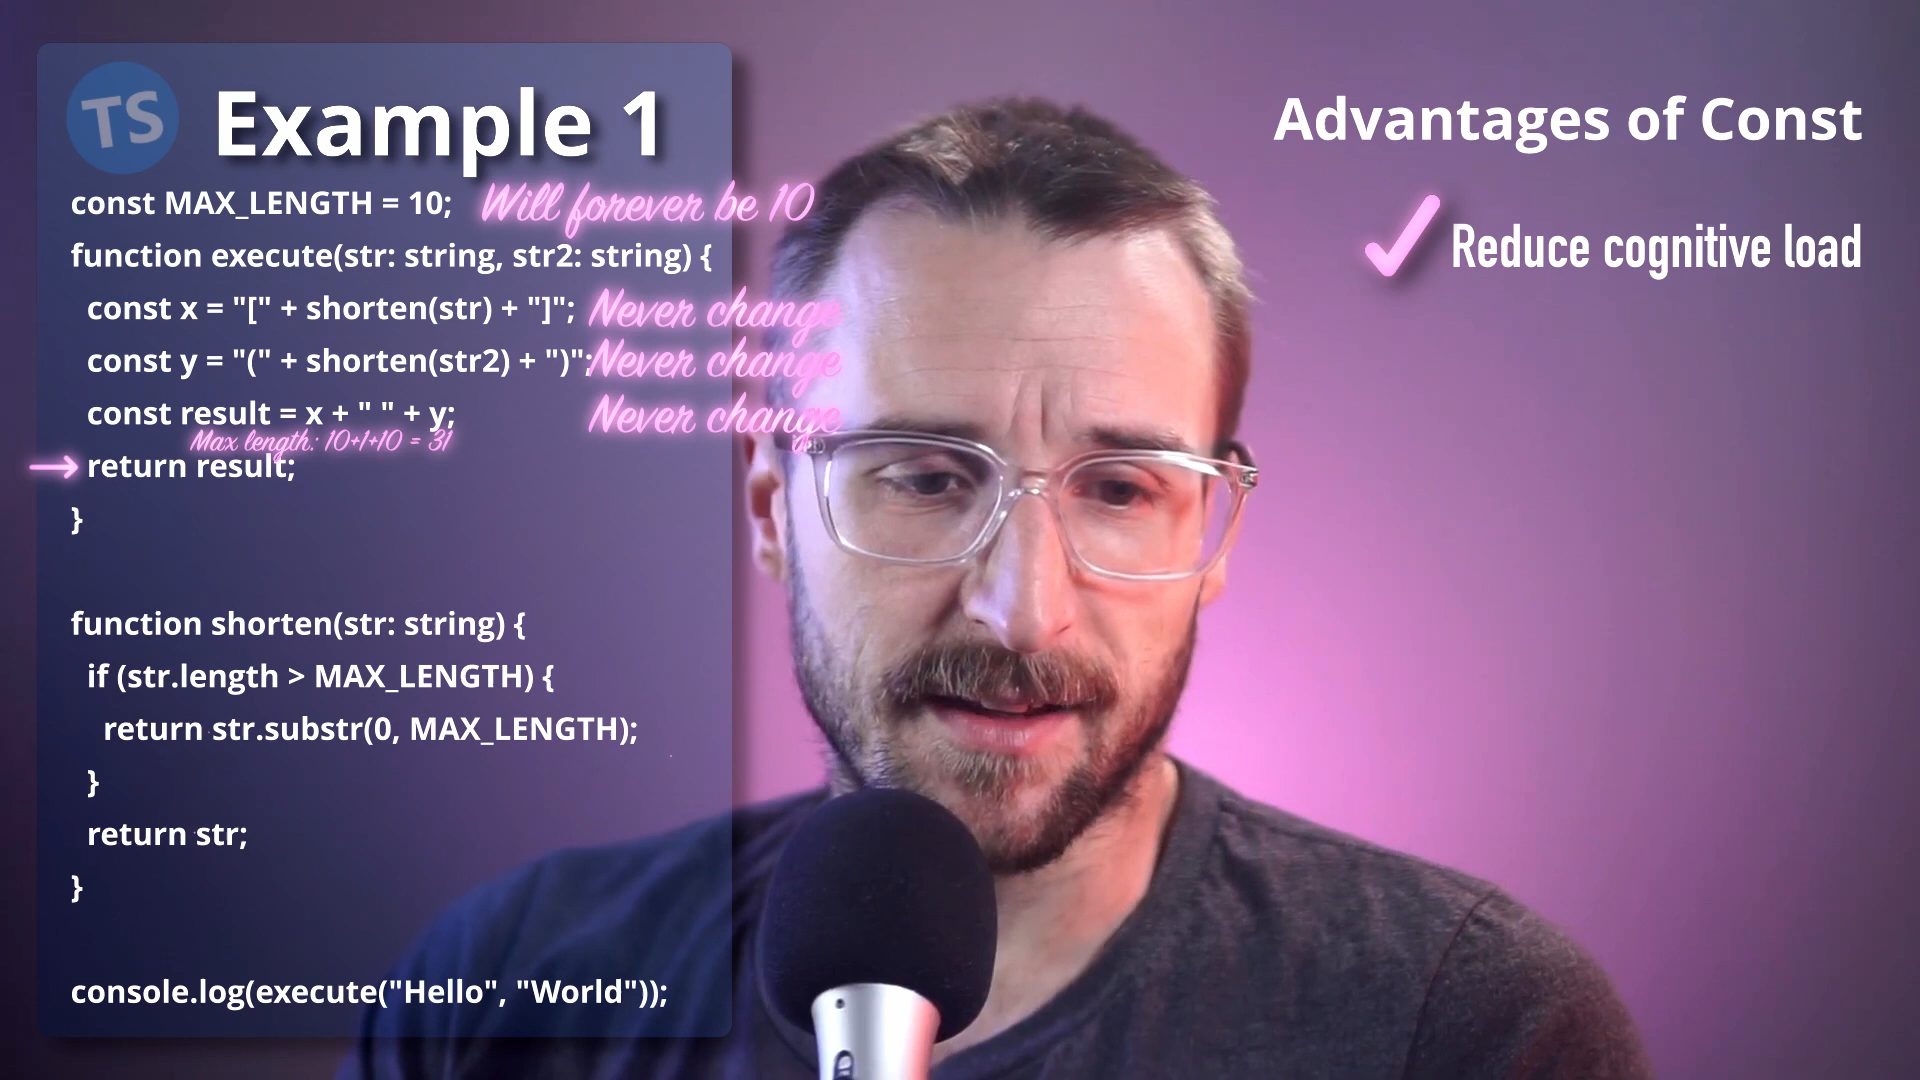 TS Example 1
const MAX_LENGTH = 10; Will forever be 10
function execute(str: string, str2: string) {
const x = "[" + shorten(str) + "]"; Never change
const y = "(" + shorten(str2) + ")"; Never change
const result = x + " " + y; Never change
Max length: 10+1+10 = 31
→ return result;
}
function shorten(str: string) {
if (str.length > MAX_LENGTH) {
return str.substr(0, MAX_LENGTH);
}
return str;
}
console.log(execute("Hello", "World"));
Advantages of Const
✓ Reduce cognitive load